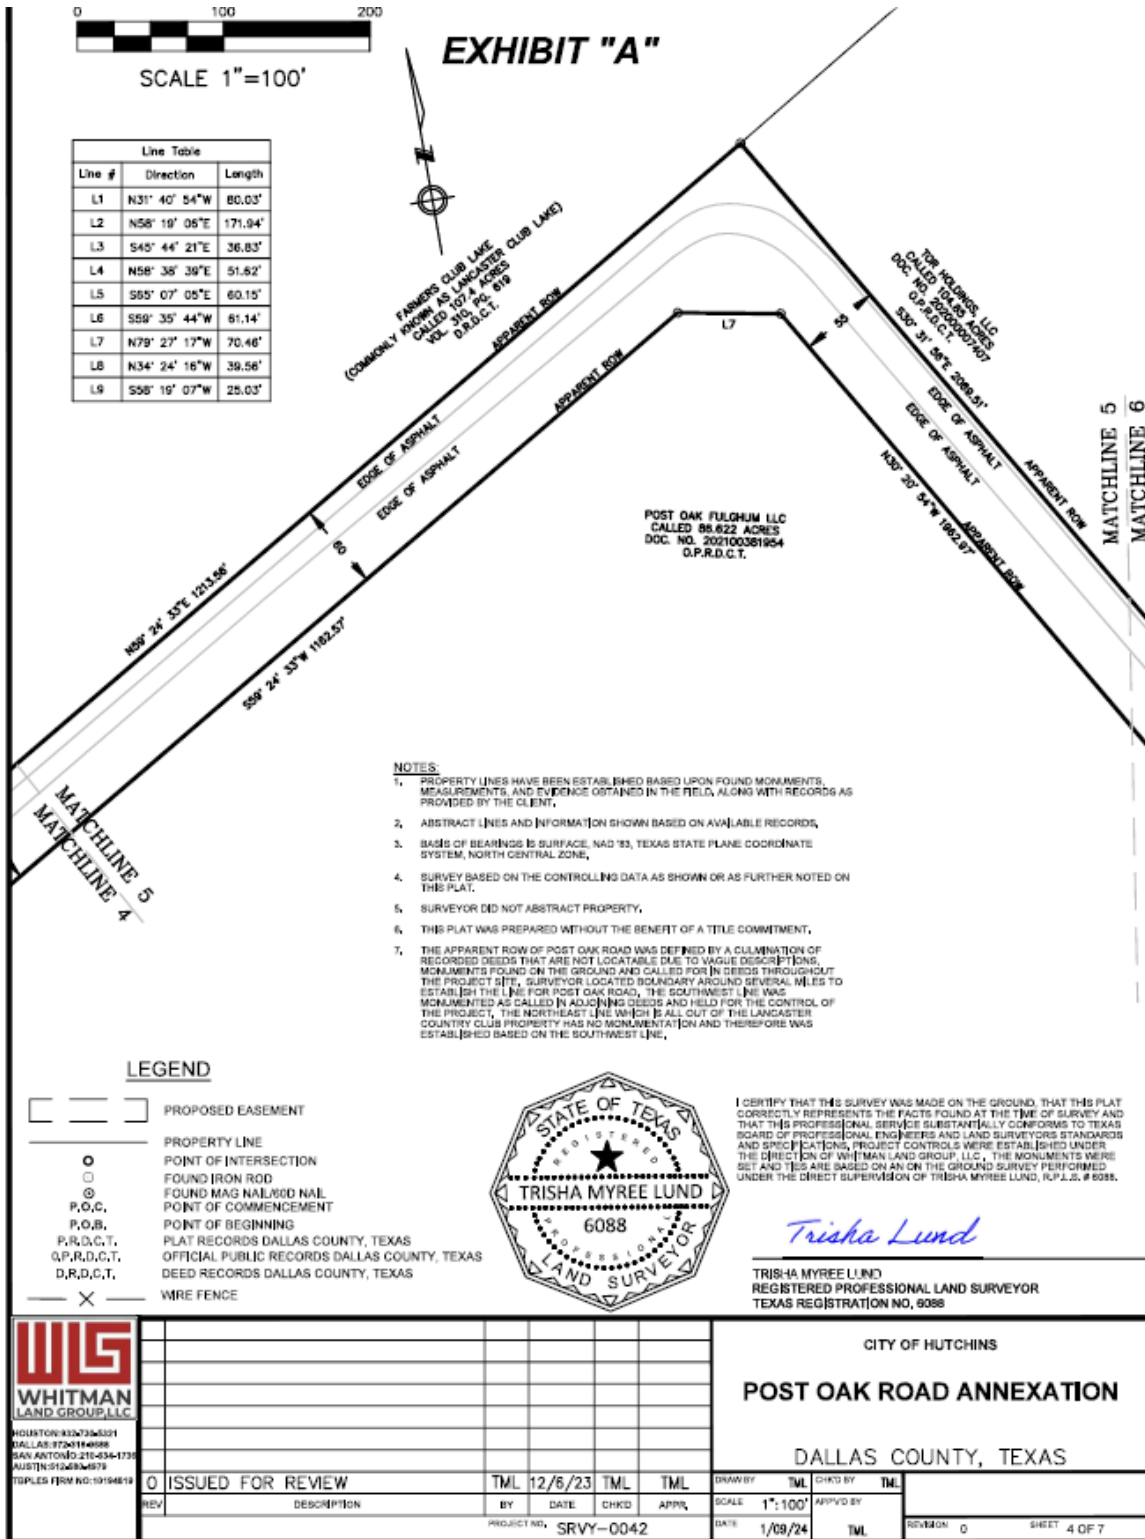 0 100 200
SCALE 1"=100'
EXHIBIT "A"
N
Line Table
Line # Direction Length
L1 N31° 40' 54"W 80.03'
L2 N58° 19' 06"E 171.94'
L3 S45° 44' 21"E 36.83'
L4 N58° 38' 39"E 51.62'
L5 S65° 07' 05"E 60.15'
L6 S59° 35' 44"W 61.14'
L7 N79° 27' 17"W 70.46'
L8 N34° 24' 16"W 39.56'
L9 S58° 19' 07"W 25.03'
FARMERS CLUB LAKE
(COMMONLY KNOWN AS LANCASTER CLUB LAKE)
CALLED 107.4 ACRES
VOL. 310, PG. 619
D.R.D.C.T.
APPARENT ROW
APPARENT ROW
EDGE OF ASPHALT
EDGE OF ASPHALT
L7
55
TOR HOLDINGS, LLC
CALLED 104.85 ACRES
DOC. NO. 202000007407
O.P.R.D.C.T.
S30° 31' 56"E 2069.51'
EDGE OF ASPHALT
EDGE OF ASPHALT
APPARENT ROW
N30° 20' 54"W 1962.97'
APPARENT ROW
MATCHLINE 5
MATCHLINE 6
POST OAK FULGHUM LLC
CALLED 86.622 ACRES
DOC. NO. 202100381954
O.P.R.D.C.T.
60
N59° 24' 33"E 1213.56'
S59° 24' 33"W 1162.57'
MATCHLINE 5
MATCHLINE 4
NOTES:
1. PROPERTY LINES HAVE BEEN ESTABLISHED BASED UPON FOUND MONUMENTS,
MEASUREMENTS, AND EVIDENCE OBTAINED IN THE FIELD, ALONG WITH RECORDS AS
PROVIDED BY THE CLIENT.
2. ABSTRACT LINES AND INFORMATION SHOWN BASED ON AVAILABLE RECORDS.
3. BASIS OF BEARINGS IS SURFACE, NAD '83, TEXAS STATE PLANE COORDINATE
SYSTEM, NORTH CENTRAL ZONE.
4. SURVEY BASED ON THE CONTROLLING DATA AS SHOWN OR AS FURTHER NOTED ON
THIS PLAT.
5. SURVEYOR DID NOT ABSTRACT PROPERTY.
6. THIS PLAT WAS PREPARED WITHOUT THE BENEFIT OF A TITLE COMMITMENT.
7. THE APPARENT ROW OF POST OAK ROAD WAS DEFINED BY A CULMINATION OF
RECORDED DEEDS THAT ARE NOT LOCATABLE DUE TO VAGUE DESCRIPTIONS,
MONUMENTS FOUND ON THE GROUND AND CALLED FOR IN DEEDS THROUGHOUT
THE PROJECT SITE. SURVEYOR LOCATED BOUNDARY AROUND SEVERAL MILES TO
ESTABLISH THE LINE FOR POST OAK ROAD. THE SOUTHWEST LINE WAS
MONUMENTED AS CALLED IN ADJOINING DEEDS AND HELD FOR THE CONTROL OF
THE PROJECT. THE NORTHEAST LINE WHICH IS ALL OUT OF THE LANCASTER
COUNTRY CLUB PROPERTY HAS NO MONUMENTATION AND THEREFORE WAS
ESTABLISHED BASED ON THE SOUTHWEST LINE.
LEGEND
PROPOSED EASEMENT
PROPERTY LINE
POINT OF INTERSECTION
FOUND IRON ROD
FOUND MAG NAIL/60D NAIL
P.O.C. POINT OF COMMENCEMENT
P.O.B. POINT OF BEGINNING
P.R.D.C.T. PLAT RECORDS DALLAS COUNTY, TEXAS
O.P.R.D.C.T. OFFICIAL PUBLIC RECORDS DALLAS COUNTY, TEXAS
D.R.D.C.T. DEED RECORDS DALLAS COUNTY, TEXAS
WIRE FENCE
STATE OF TEXAS
REGISTERED
TRISHA MYREE LUND
6088
PROFESSIONAL
LAND SURVEYOR
I CERTIFY THAT THIS SURVEY WAS MADE ON THE GROUND, THAT THIS PLAT
CORRECTLY REPRESENTS THE FACTS FOUND AT THE TIME OF SURVEY AND
THAT THIS PROFESSIONAL SERVICE SUBSTANTIALLY CONFORMS TO TEXAS
BOARD OF PROFESSIONAL ENGINEERS AND LAND SURVEYORS STANDARDS
AND SPECIFICATIONS, PROJECT CONTROLS WERE ESTABLISHED UNDER
THE DIRECTION OF WHITMAN LAND GROUP, LLC. THE MONUMENTS WERE
SET AND TIES ARE BASED ON AN ON THE GROUND SURVEY PERFORMED
UNDER THE DIRECT SUPERVISION OF TRISHA MYREE LUND, R.P.L.S. # 6088.
Trisha Lund
TRISHA MYREE LUND
REGISTERED PROFESSIONAL LAND SURVEYOR
TEXAS REGISTRATION NO. 6088
WLG
WHITMAN
LAND GROUP,LLC
HOUSTON:
DALLAS:
SAN ANTONIO:
AUSTIN:
TBPLES FIRM NO:10194819
0 ISSUED FOR REVIEW TML 12/6/23 TML TML
REV DESCRIPTION BY DATE CHK'D APPR.
PROJECT NO. SRVY-0042
CITY OF HUTCHINS
POST OAK ROAD ANNEXATION
DALLAS COUNTY, TEXAS
DRAW BY TML CHK'D BY TML
SCALE 1":100' APPV'D BY
DATE 1/09/24 TML REVISION 0 SHEET 4 OF 7